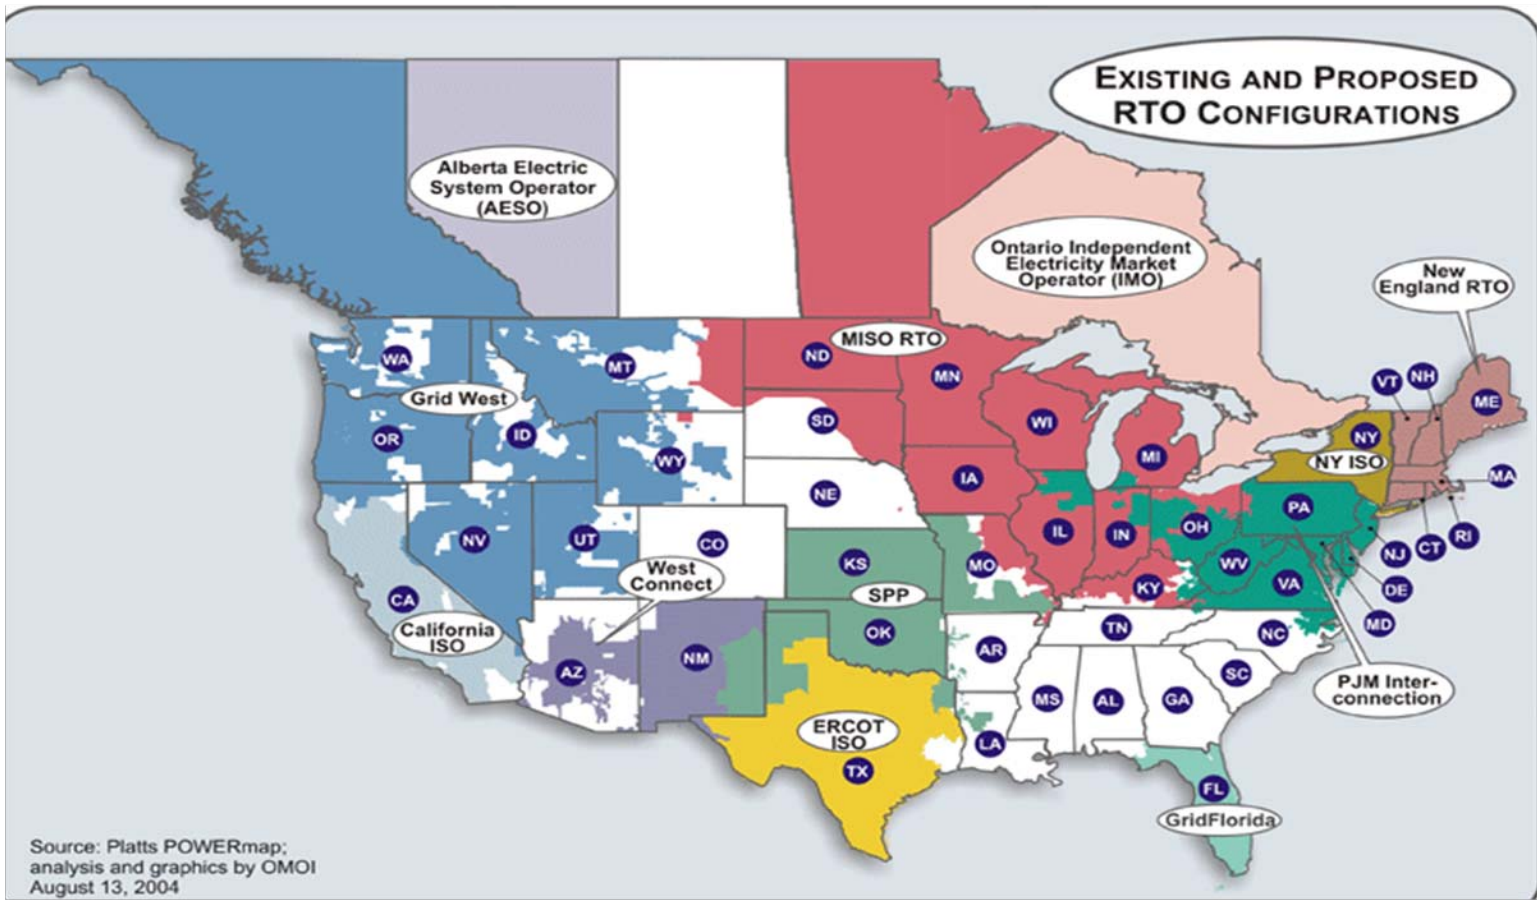 EXISTING AND PROPOSED
RTO CONFIGURATIONS
Alberta Electric
System Operator
(AESO)
Ontario Independent
Electricity Market
Operator (IMO)
New
England RTO
MISO RTO
WA
MT
ND
MN
VT
NH
ME
Grid West
OR
ID
SD
WI
NY
WY
MI
NY ISO
IA
MA
NE
PA
NV
UT
CO
IL
IN
OH
RI
CT
NJ
KS
MO
WV
West
Connect
VA
KY
DE
CA
SPP
MD
California
ISO
OK
TN
NC
AZ
NM
AR
SC
PJM Inter-
connection
MS
AL
GA
ERCOT
ISO
LA
TX
FL
GridFlorida
Source: Platts POWERmap;
analysis and graphics by OMOI
August 13, 2004